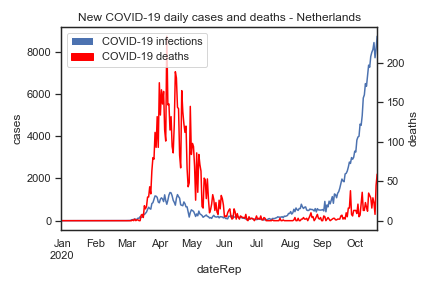 New COVID-19 daily cases and deaths - Netherlands
COVID-19 infections
COVID-19 deaths
8000
6000
4000
2000
0
cases
200
150
100
50
0
deaths
Jan Feb Mar Apr May Jun Jul Aug Sep Oct
2020
dateRep